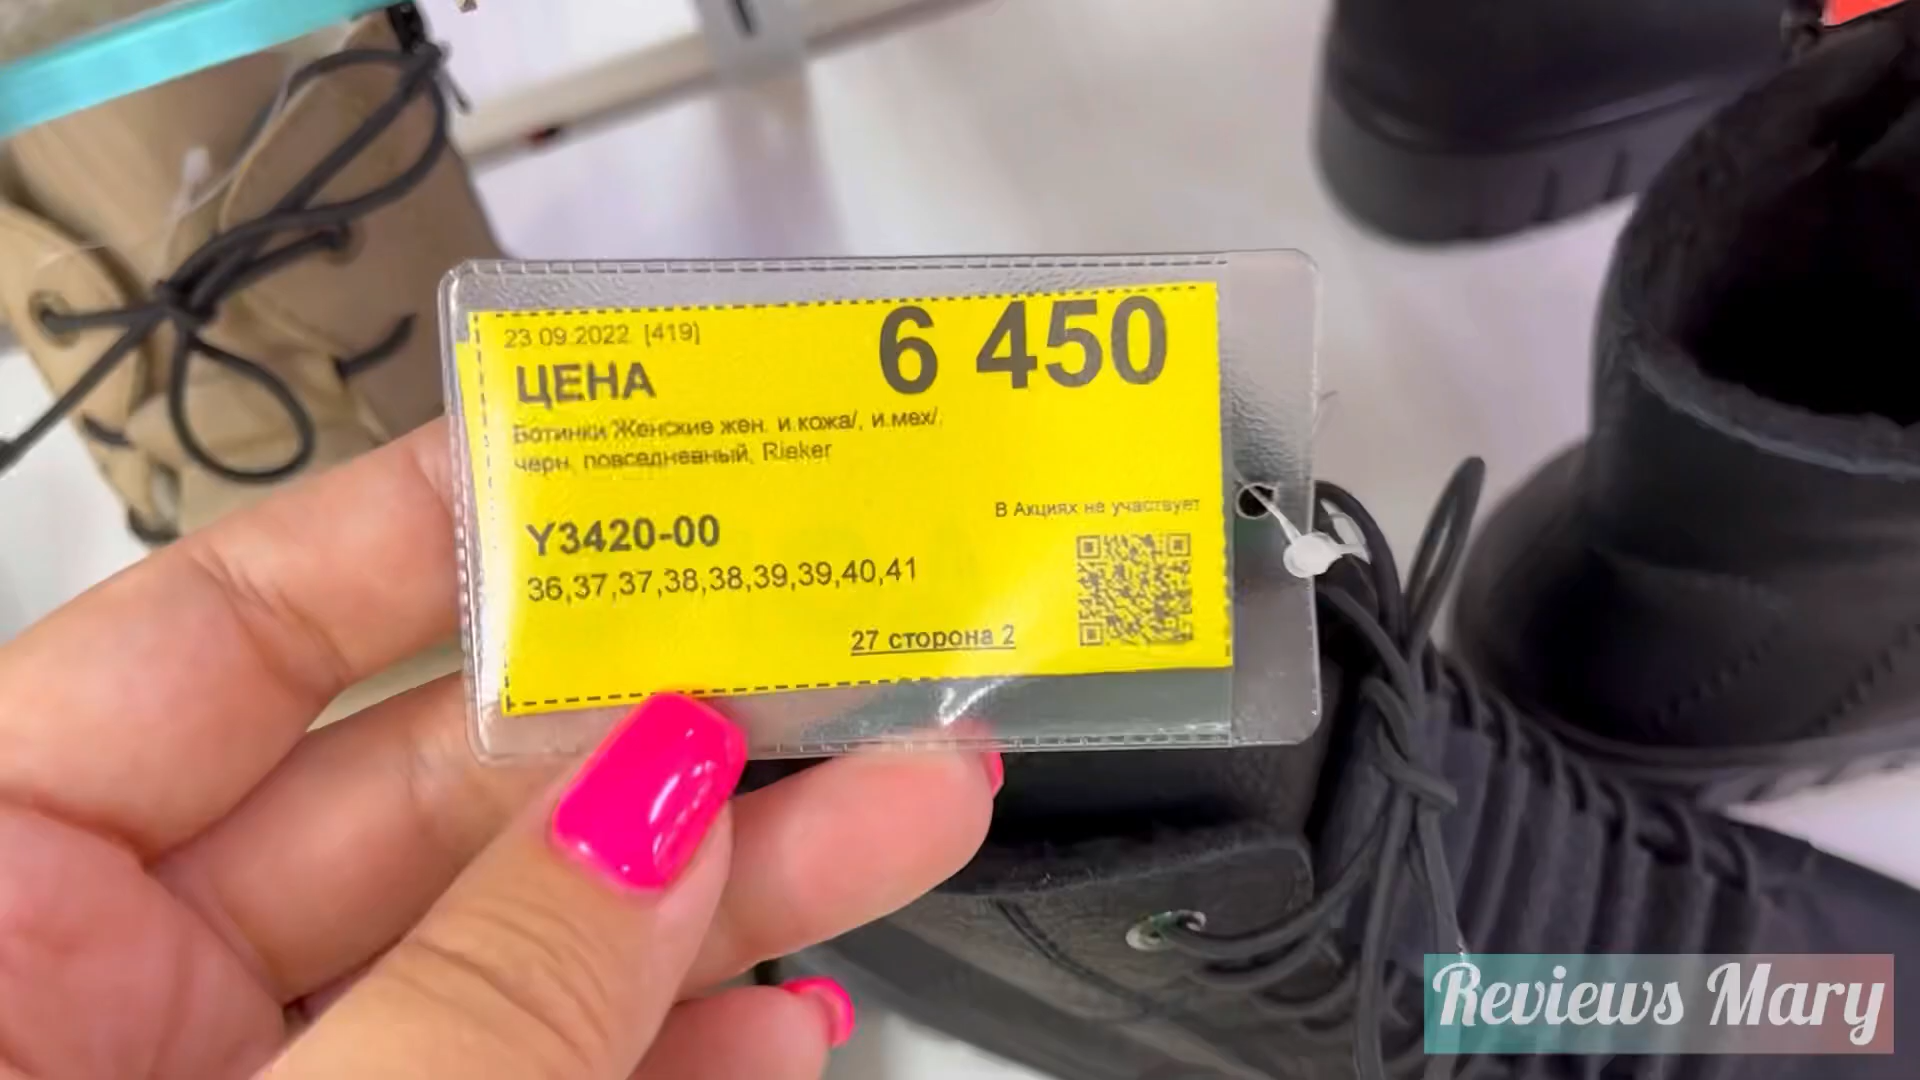 23 09.2022 [419]
ЦЕНА
6 450
Ботинки Женские жен. и.кожа/, и.мех/,
черн, повседневный, Rieker
В Акциях не участвует
Y3420-00
36,37,37,38,38,39,39,40,41
27 сторона 2
Reviews Mary